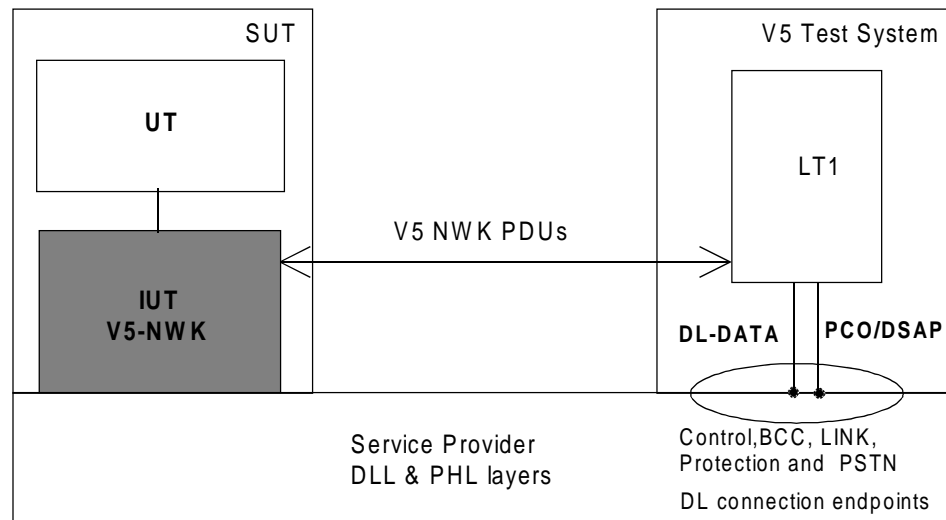 SUT
V5 Test System
UT
LT1
V5 NWK PDUs
IUT
V5-NWK
DL-DATA
PCO/DSAP
Service Provider
DLL & PHL layers
Control,BCC, LINK,
Protection and PSTN
DL connection endpoints